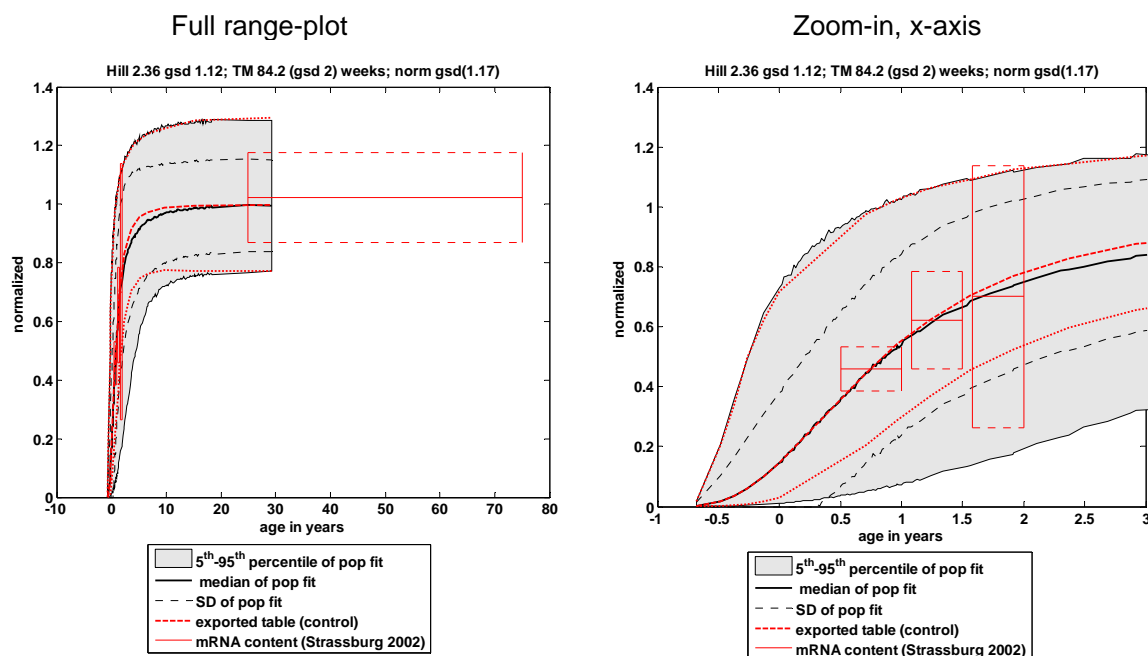 Full range-plot
Hill 2.36 gsd 1.12; TM 84.2 (gsd 2) weeks; norm gsd(1.17)
1.4
1.2
1
0.8
0.6
0.4
0.2
0
normalized
-10 0 10 20 30 40 50 60 70 80
age in years
5th-95th percentile of pop fit
median of pop fit
SD of pop fit
exported table (control)
mRNA content (Strassburg 2002)
Zoom-in, x-axis
Hill 2.36 gsd 1.12; TM 84.2 (gsd 2) weeks; norm gsd(1.17)
1.4
1.2
1
0.8
0.6
0.4
0.2
0
normalized
-1 -0.5 0 0.5 1 1.5 2 2.5 3
age in years
5th-95th percentile of pop fit
median of pop fit
SD of pop fit
exported table (control)
mRNA content (Strassburg 2002)